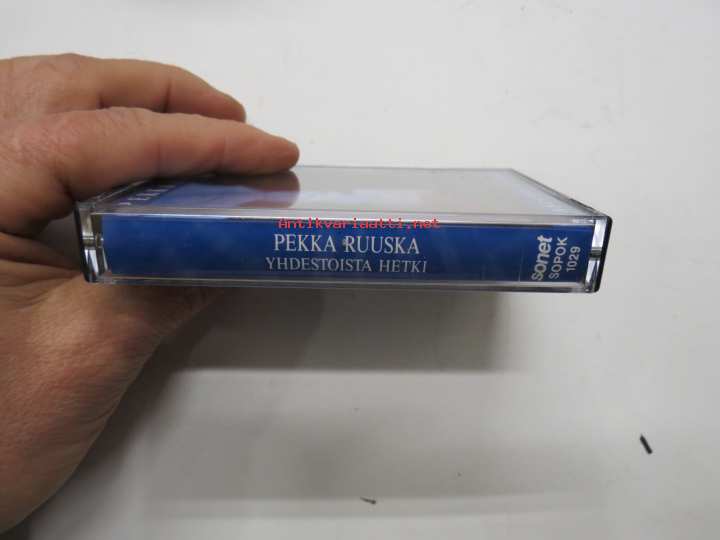 Antikvariaatti.net
PEKKA RUUSKA
YHDESTOISTA HETKI
sonet
SOPOK
1029